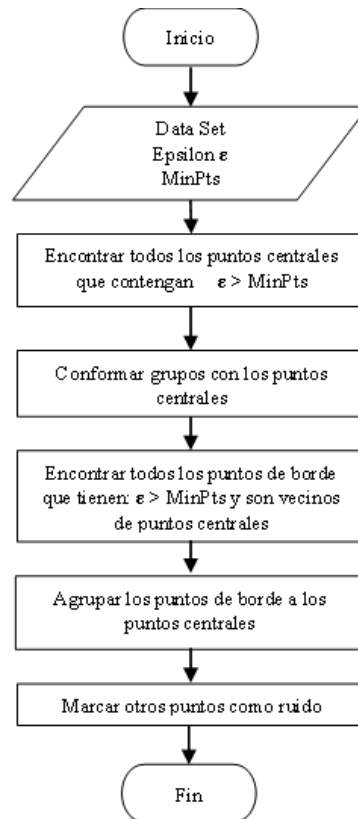 Inicio
Data Set
Epsilon ε
MinPts
Encontrar todos los puntos centrales
que contengan ε > MinPts
Conformar grupos con los puntos
centrales
Encontrar todos los puntos de borde
que tienen: ε > MinPts y son vecinos
de puntos centrales
Agrupar los puntos de borde a los
puntos centrales
Marcar otros puntos como ruido
Fin